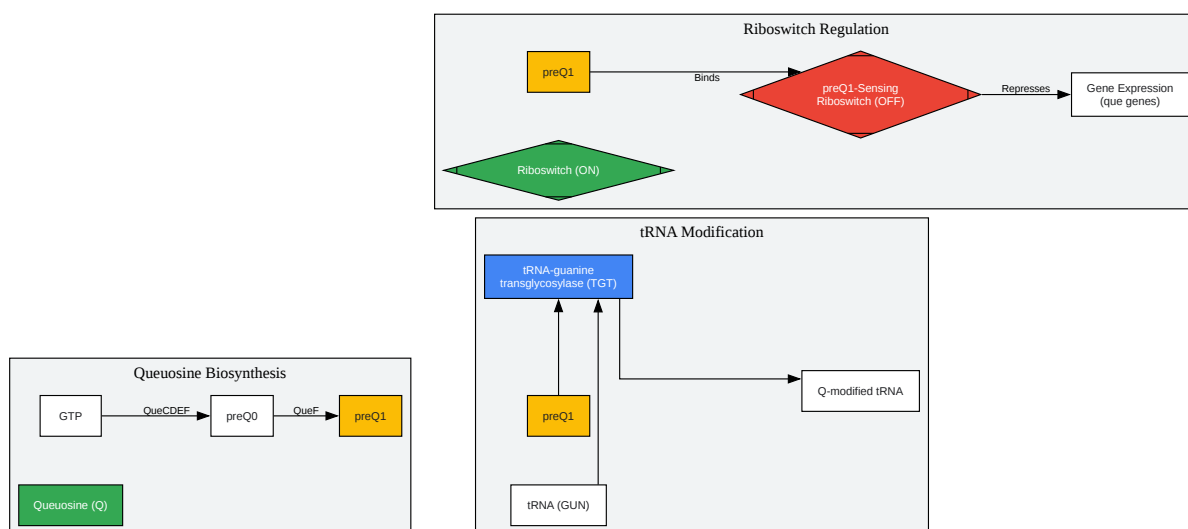 Riboswitch Regulation
preQ1
Binds
preQ1-Sensing
Riboswitch (OFF)
Represses
Gene Expression
(que genes)
Riboswitch (ON)
tRNA Modification
tRNA-guanine
transglycosylase (TGT)
preQ1
Q-modified tRNA
tRNA (GUN)
Queuosine Biosynthesis
GTP
QueCDEF
preQ0
QueF
preQ1
Queuosine (Q)